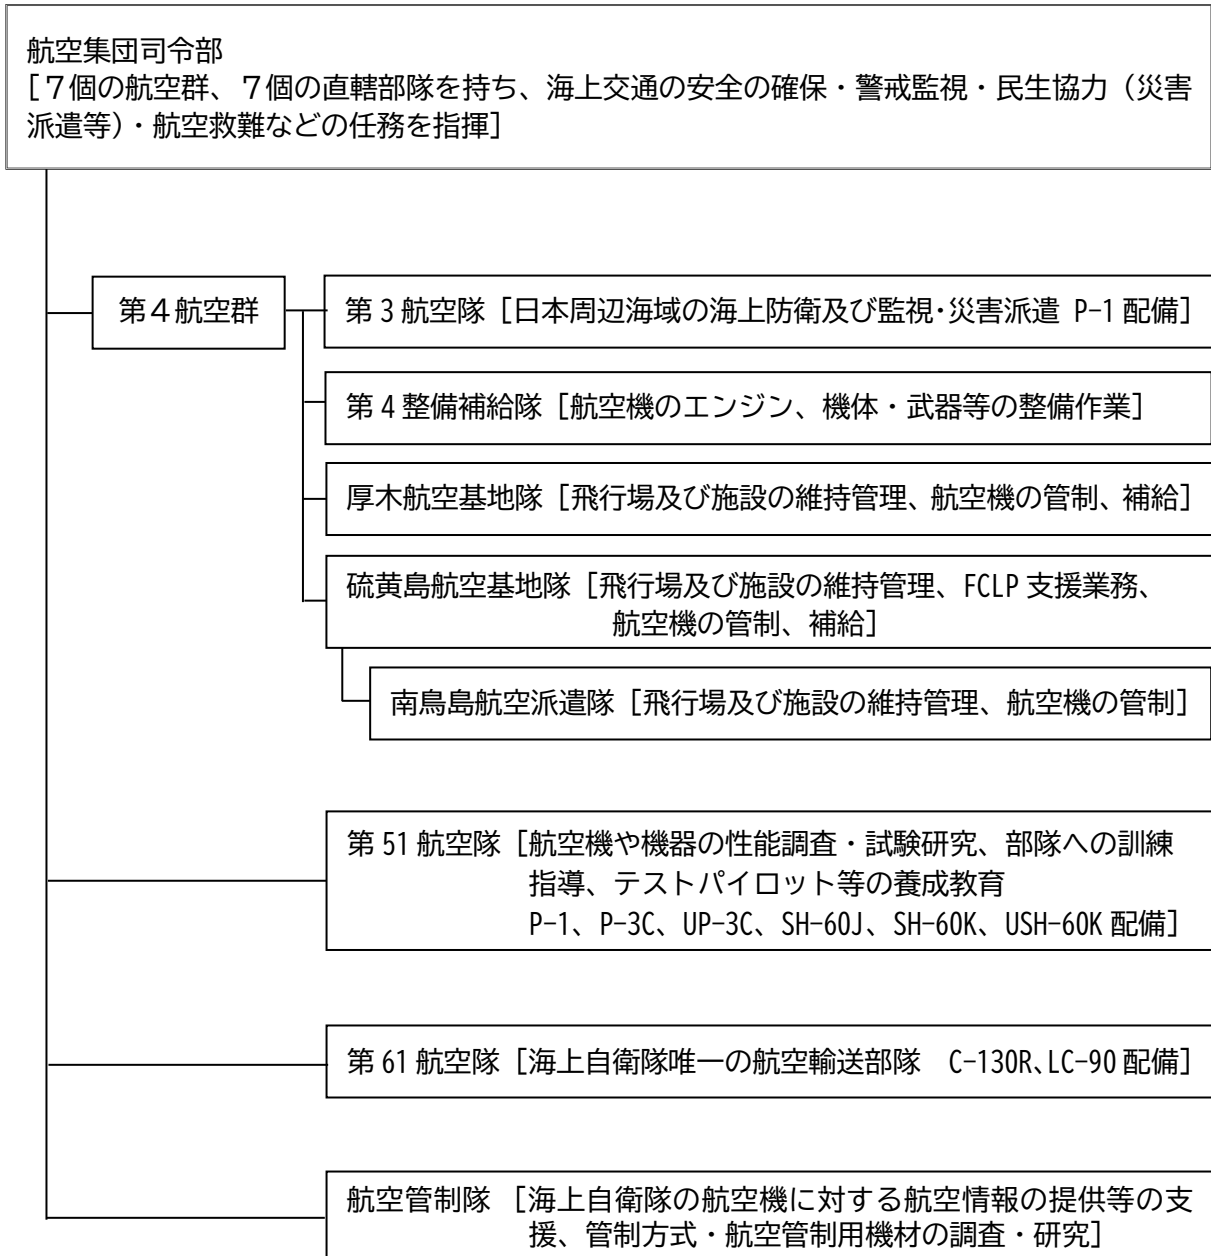 航空集団司令部
[７個の航空群、７個の直轄部隊を持ち、海上交通の安全の確保・警戒監視・民生協力（災害
派遣等）・航空救難などの任務を指揮]
第４航空群
第3航空隊 [日本周辺海域の海上防衛及び監視･災害派遣 P-1 配備]
第4整備補給隊 [航空機のエンジン、機体・武器等の整備作業]
厚木航空基地隊 [飛行場及び施設の維持管理、航空機の管制、補給]
硫黄島航空基地隊 [飛行場及び施設の維持管理、FCLP 支援業務、
航空機の管制、補給]
南鳥島航空派遣隊 [飛行場及び施設の維持管理、航空機の管制]
第51航空隊 [航空機や機器の性能調査・試験研究、部隊への訓練
指導、テストパイロット等の養成教育
P-1、P-3C、UP-3C、SH-60J、SH-60K、USH-60K 配備]
第61航空隊 [海上自衛隊唯一の航空輸送部隊　C-130R､LC-90 配備]
航空管制隊 [海上自衛隊の航空機に対する航空情報の提供等の支
援、管制方式・航空管制用機材の調査・研究]